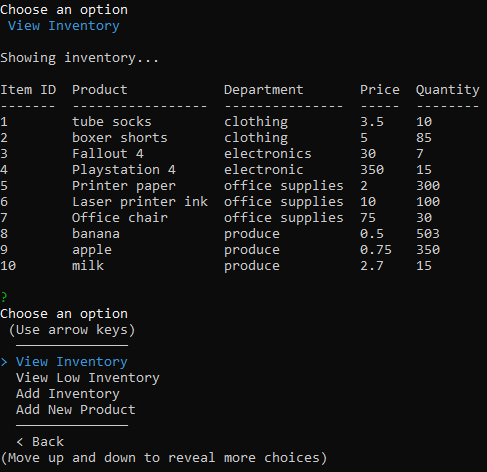 Choose an option
View Inventory
Showing inventory...
Item ID  Product            Department       Price  Quantity
-------  -----------------  ---------------  -----  --------
1        tube socks         clothing         3.5    10
2        boxer shorts       clothing         5      85
3        Fallout 4          electronics      30     7
4        Playstation 4      electronic       350    15
5        Printer paper      office supplies  2      300
6        Laser printer ink  office supplies  10     100
7        Office chair       office supplies  75     30
8        banana             produce          0.5    503
9        apple              produce          0.75   350
10       milk               produce          2.7    15
?
Choose an option
(Use arrow keys)
──────────────
> View Inventory
View Low Inventory
Add Inventory
Add New Product
──────────────
< Back
(Move up and down to reveal more choices)